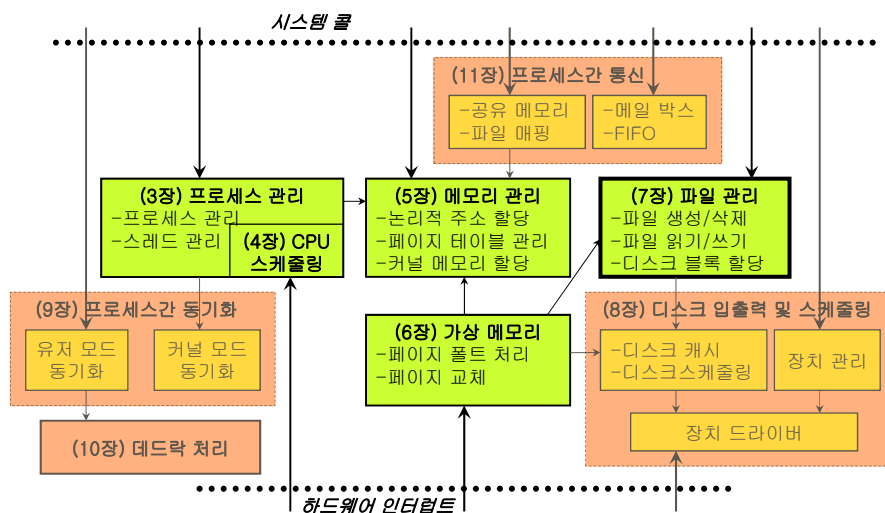 시스템 콜
(11장) 프로세스간 통신
-공유 메모리
-파일 매핑
-메일 박스
-FIFO
(3장) 프로세스 관리
-프로세스 관리
-스레드 관리
(4장) CPU
스케줄링
(5장) 메모리 관리
-논리적 주소 할당
-페이지 테이블 관리
-커널 메모리 할당
(7장) 파일 관리
-파일 생성/삭제
-파일 읽기/쓰기
-디스크 블록 할당
(9장) 프로세스간 동기화
유저 모드
동기화
커널 모드
동기화
(6장) 가상 메모리
-페이지 폴트 처리
-페이지 교체
(8장) 디스크 입출력 및 스케줄링
-디스크 캐시
-디스크스케줄링
장치 관리
장치 드라이버
(10장) 데드락 처리
하드웨어 인터럽트